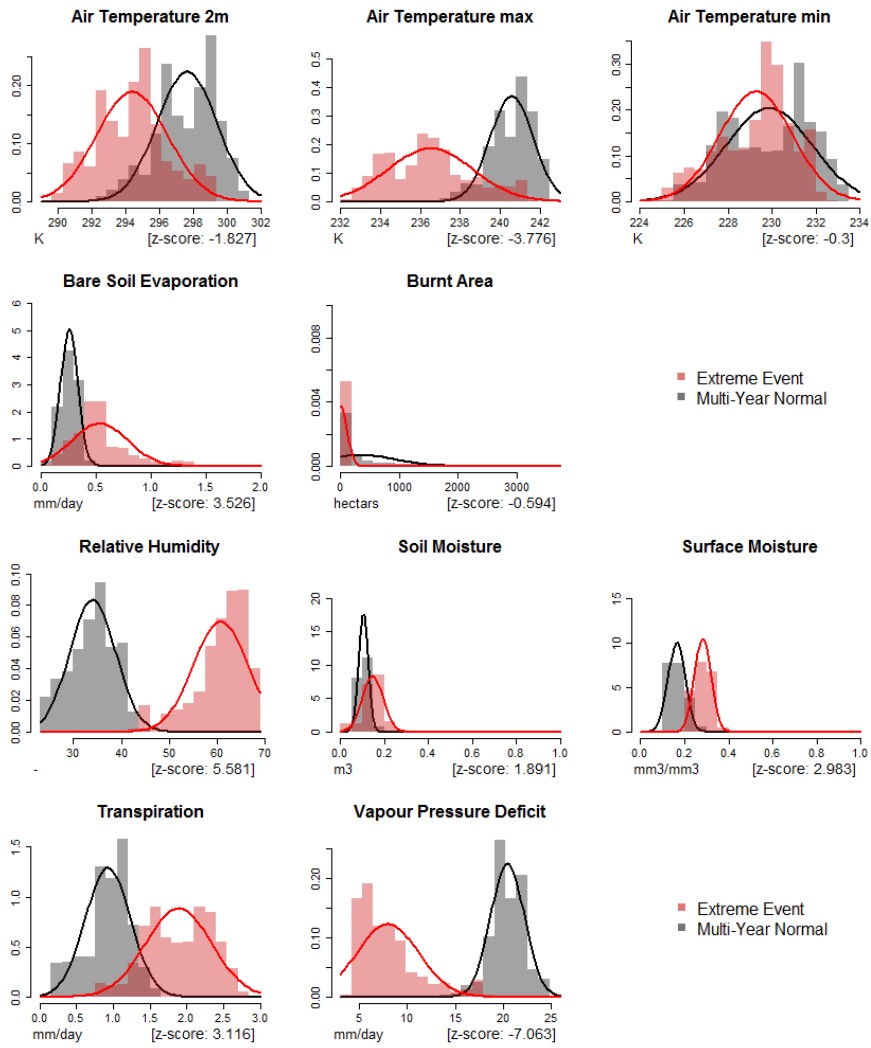 Air Temperature 2m
Air Temperature max
Air Temperature min
0.00 0.10 0.20
290 292 294 296 298 300 302
K [z-score: -1.827]
0.0 0.1 0.2 0.3 0.4 0.5
232 234 236 238 240 242
K [z-score: -3.776]
0.00 0.10 0.20 0.30
224 226 228 230 232 234
K [z-score: -0.3]
Bare Soil Evaporation
Burnt Area
0 1 2 3 4 5 6
0.0 0.5 1.0 1.5 2.0
mm/day [z-score: 3.526]
0.000 0.004 0.008
0 1000 2000 3000
hectars [z-score: -0.594]
Extreme Event
Multi-Year Normal
Relative Humidity
Soil Moisture
Surface Moisture
0.00 0.02 0.04 0.06 0.08 0.10
30 40 50 60 70
- [z-score: 5.581]
0 5 10 15 20
0.0 0.2 0.4 0.6 0.8 1.0
m3 [z-score: 1.891]
0 5 10 15
0.0 0.2 0.4 0.6 0.8 1.0
mm3/mm3 [z-score: 2.983]
Transpiration
Vapour Pressure Deficit
0.0 0.5 1.0 1.5
0.0 0.5 1.0 1.5 2.0 2.5 3.0
mm/day [z-score: 3.116]
0.00 0.10 0.20
5 10 15 20 25
mm/day [z-score: -7.063]
Extreme Event
Multi-Year Normal